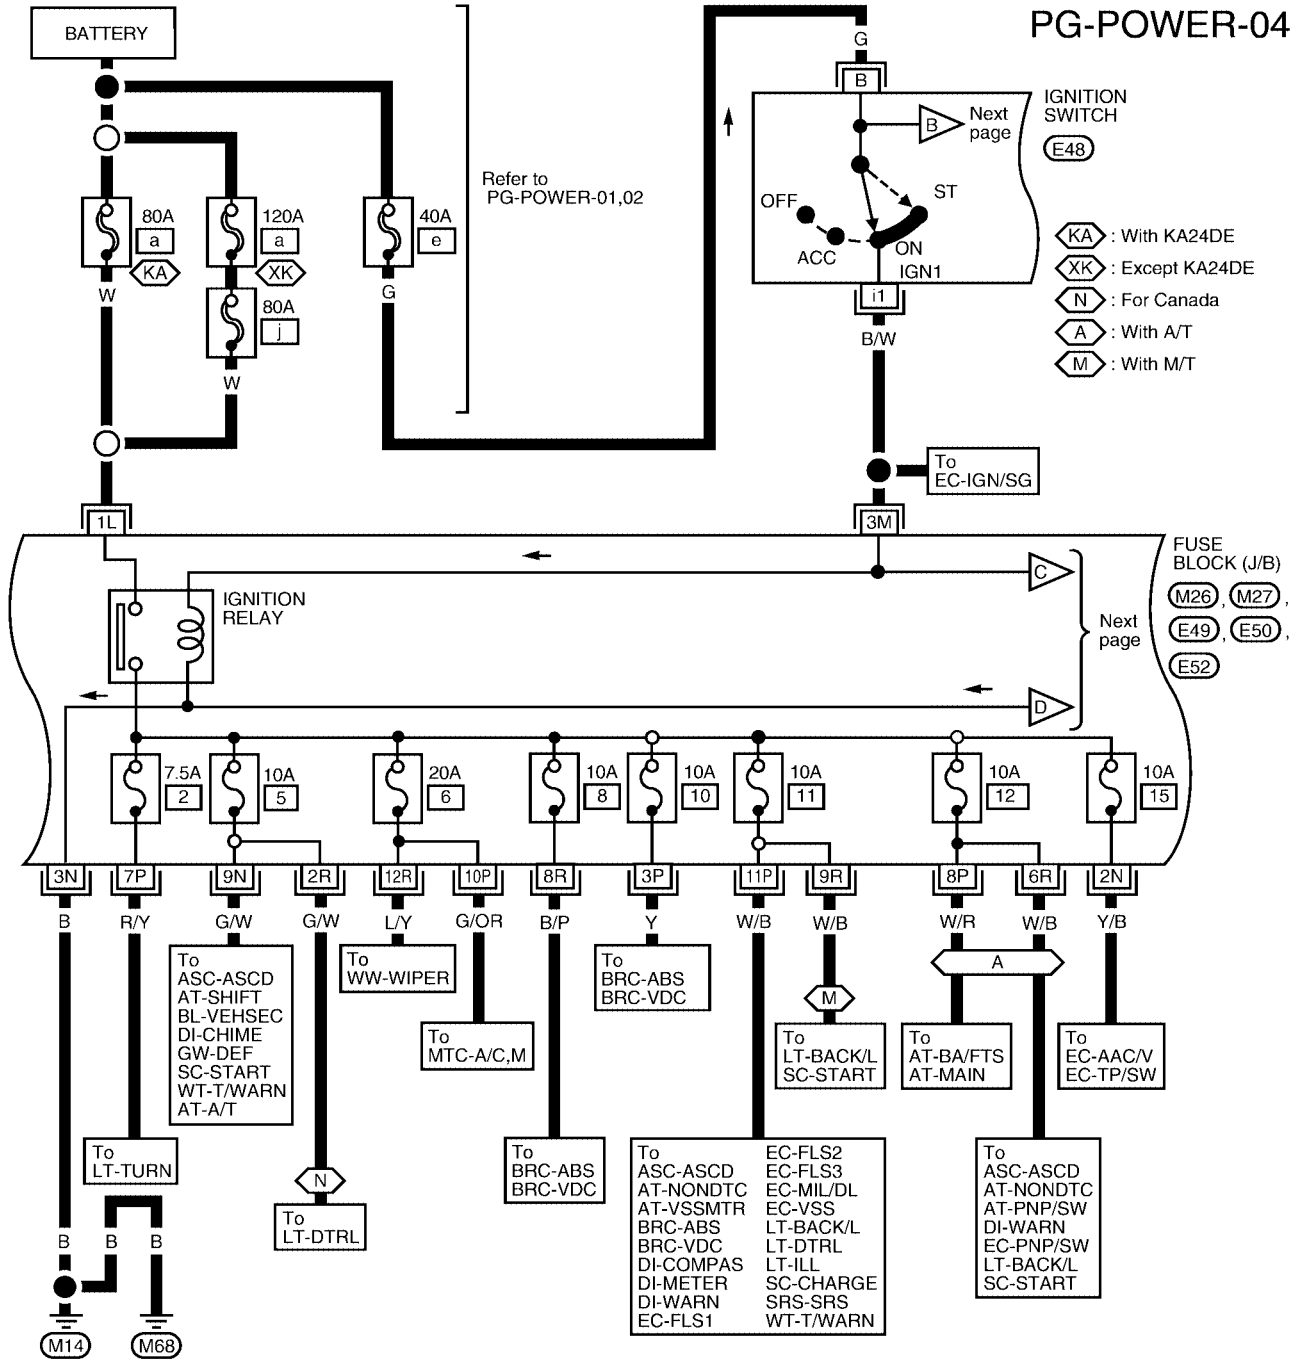 PG-POWER-04
BATTERY
G
B
IGNITION
SWITCH
E48
B
Next
page
Refer to
PG-POWER-01,02
OFF
ST
ACC
ON
IGN1
80A
a
KA
120A
a
XK
40A
e
W
80A
j
G
W
i1
B/W
KA : With KA24DE
XK : Except KA24DE
N : For Canada
A : With A/T
M : With M/T
To
EC-IGN/SG
1L
3M
FUSE
BLOCK (J/B)
M26 , M27 ,
E49 , E50 ,
E52
C
IGNITION
RELAY
Next
page
D
7.5A
2
10A
5
20A
6
10A
8
10A
10
10A
11
10A
12
10A
15
3N 7P 9N 2R 12R 10P 8R 3P 11P 9R 8P 6R 2N
B R/Y G/W G/W L/Y G/OR B/P Y W/B W/B W/R W/B Y/B
To
ASC-ASCD
AT-SHIFT
BL-VEHSEC
DI-CHIME
GW-DEF
SC-START
WT-T/WARN
AT-A/T
To
WW-WIPER
To
BRC-ABS
BRC-VDC
A
M
To
MTC-A/C,M
To
LT-BACK/L
SC-START
To
AT-BA/FTS
AT-MAIN
To
EC-AAC/V
EC-TP/SW
To
LT-TURN
N
To
LT-DTRL
To
BRC-ABS
BRC-VDC
To
ASC-ASCD
AT-NONDTC
AT-VSSMTR
BRC-ABS
BRC-VDC
DI-COMPAS
DI-METER
DI-WARN
EC-FLS1
EC-FLS2
EC-FLS3
EC-MIL/DL
EC-VSS
LT-BACK/L
LT-DTRL
LT-ILL
SC-CHARGE
SRS-SRS
WT-T/WARN
To
ASC-ASCD
AT-NONDTC
AT-PNP/SW
DI-WARN
EC-PNP/SW
LT-BACK/L
SC-START
B B B
M14 M68